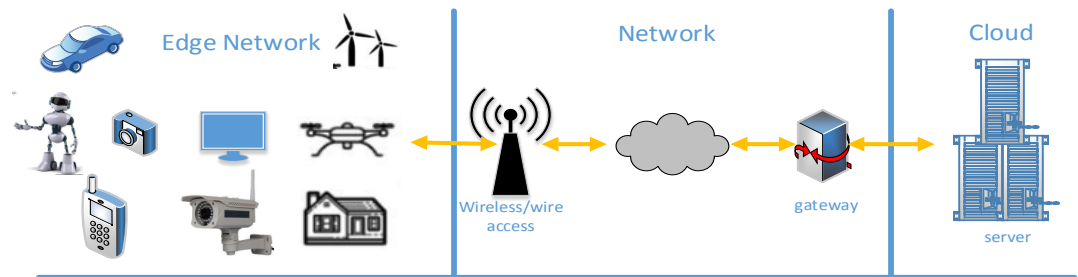 Edge Network
Network
Cloud
Wireless/wire
access
gateway
server